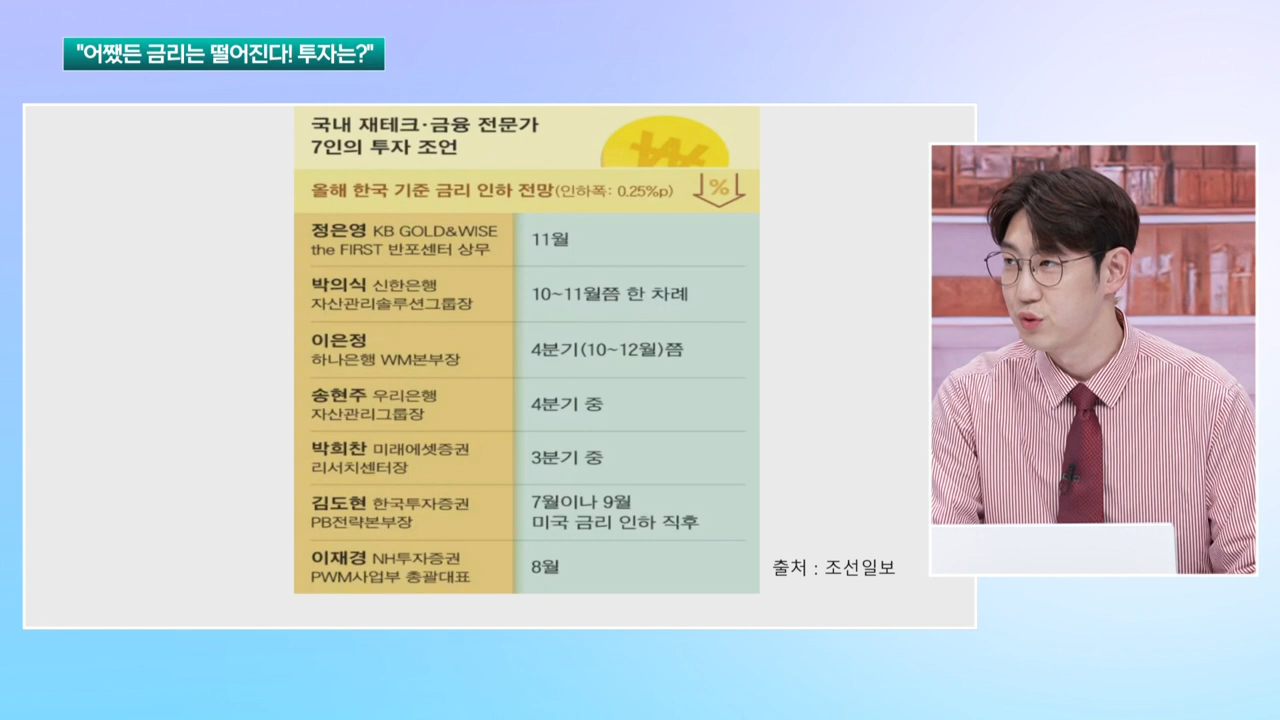 "어쨌든 금리는 떨어진다! 투자는?"
국내 재테크·금융 전문가
7인의 투자 조언
올해 한국 기준 금리 인하 전망(인하폭: 0.25%p)
%
정은영 KB GOLD&WISE
the FIRST 반포센터 상무
11월
박의식 신한은행
자산관리솔루션그룹장
10~11월쯤 한 차례
이은정
하나은행 WM본부장
4분기(10~12월)쯤
송현주 우리은행
자산관리그룹장
4분기 중
박희찬 미래에셋증권
리서치센터장
3분기 중
김도현 한국투자증권
PB전략본부장
7월이나 9월
미국 금리 인하 직후
이재경 NH투자증권
PWM사업부 총괄대표
8월
출처 : 조선일보